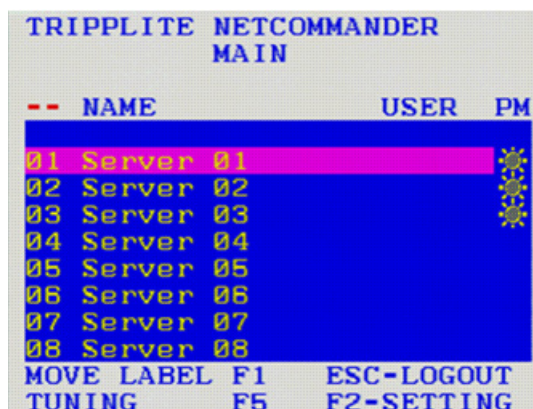 TRIPPLITE NETCOMMANDER
MAIN
-- NAME USER PM
01 Server 01
02 Server 02
03 Server 03
04 Server 04
05 Server 05
06 Server 06
07 Server 07
08 Server 08
MOVE LABEL F1 ESC-LOGOUT
TUNING F5 F2-SETTING